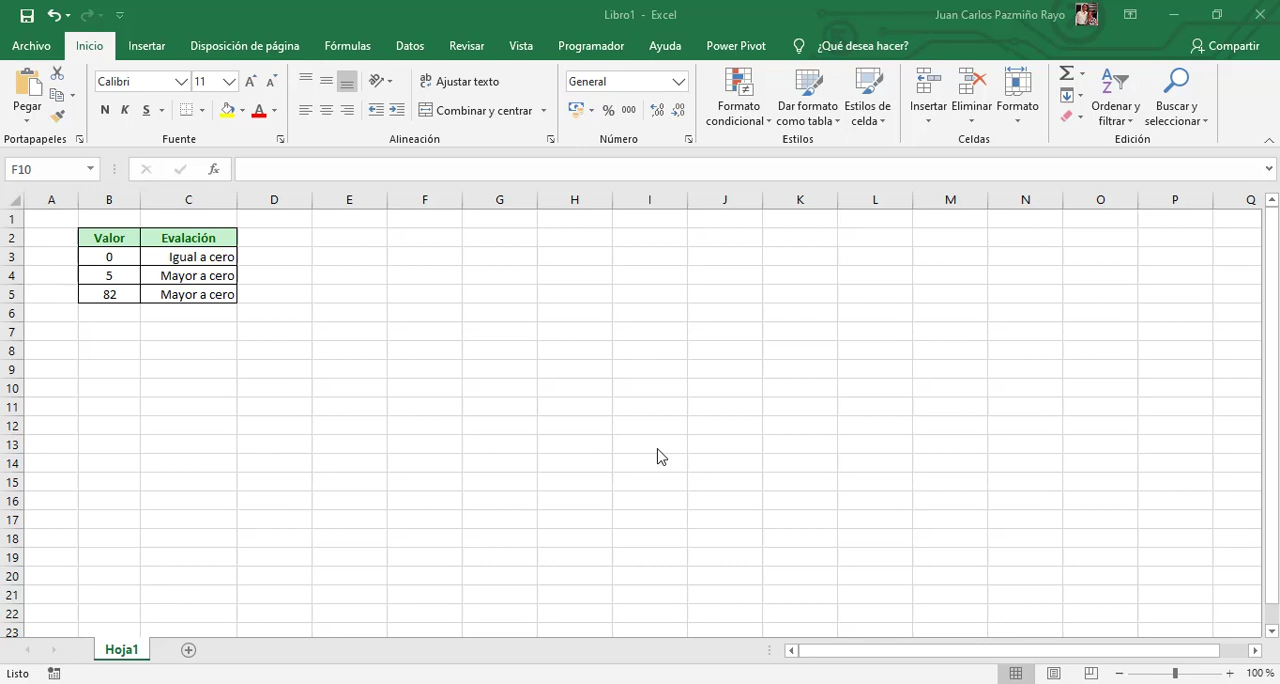 Libro1 - Excel
Juan Carlos Pazmiño Rayo
Archivo Inicio Insertar Disposición de página Fórmulas Datos Revisar Vista Programador Ayuda Power Pivot ¿Qué desea hacer? Compartir
Pegar
Calibri 11
N K S
Ajustar texto
Combinar y centrar
General
% 000
Formato condicional
Dar formato como tabla
Estilos de celda
Insertar Eliminar Formato
Ordenar y filtrar
Buscar y seleccionar
Portapapeles Fuente Alineación Número Estilos Celdas Edición
F10 fx
A B C D E F G H I J K L M N O P Q
1
2 Valor Evalación
3 0 Igual a cero
4 5 Mayor a cero
5 82 Mayor a cero
6
7
8
9
10
11
12
13
14
15
16
17
18
19
20
21
22
23
Hoja1
Listo 100 %